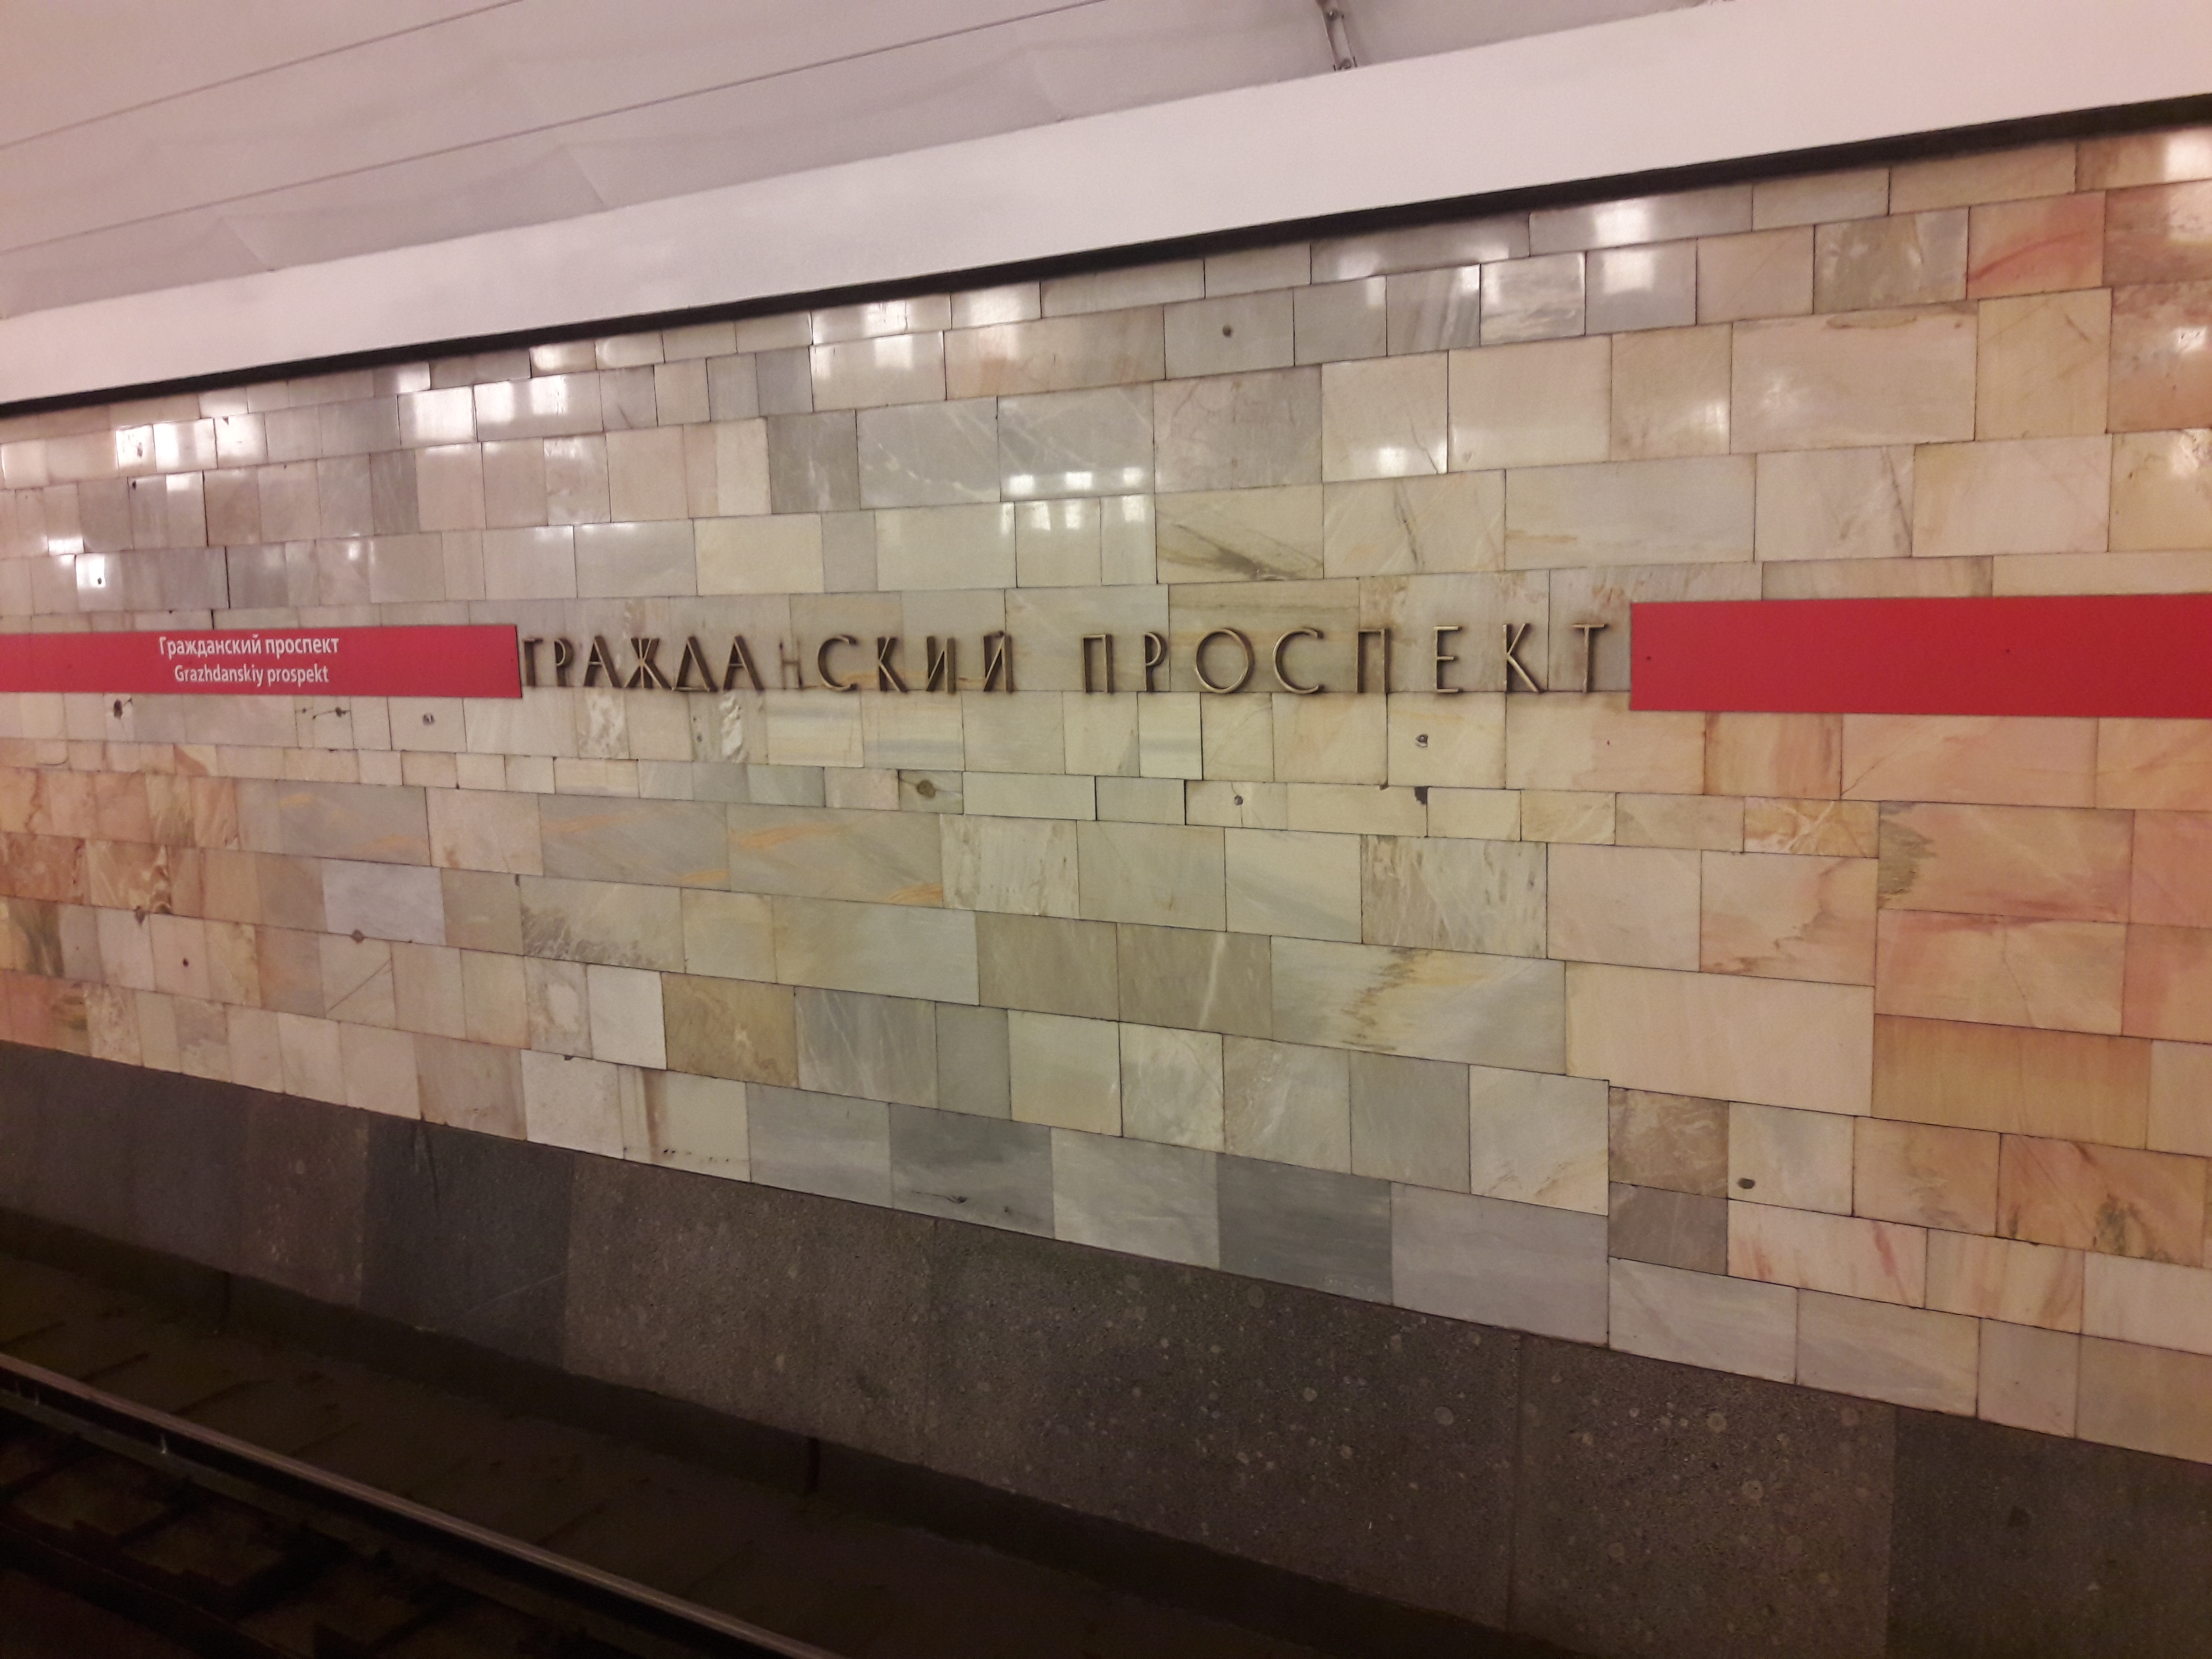 Гражданский проспект
Grazhdanskiy prospekt
ГРАЖДАНСКИЙ ПРОСПЕКТ